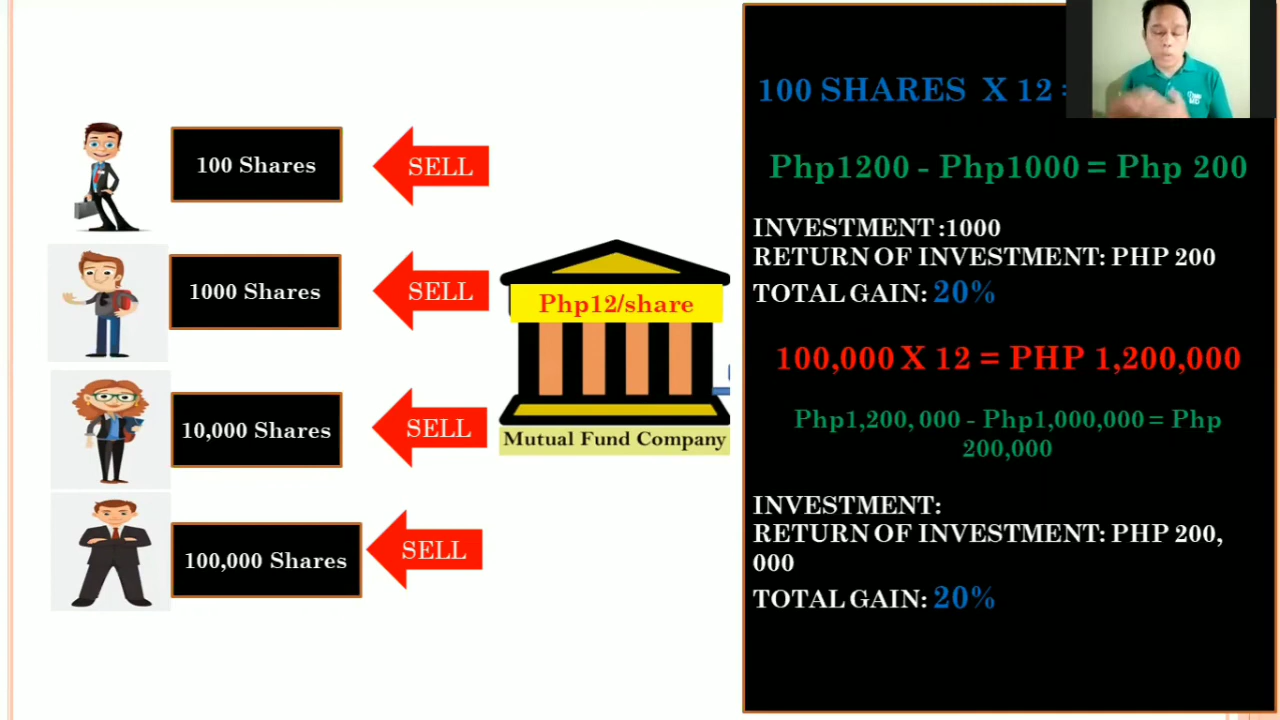 100 Shares
SELL
1000 Shares
SELL
10,000 Shares
SELL
100,000 Shares
SELL
Php12/share
Mutual Fund Company
100 SHARES X 12
Php1200 - Php1000 = Php 200
INVESTMENT :1000
RETURN OF INVESTMENT: PHP 200
TOTAL GAIN: 20%
100,000 X 12 = PHP 1,200,000
Php1,200, 000 - Php1,000,000 = Php
200,000
INVESTMENT:
RETURN OF INVESTMENT: PHP 200,
000
TOTAL GAIN: 20%